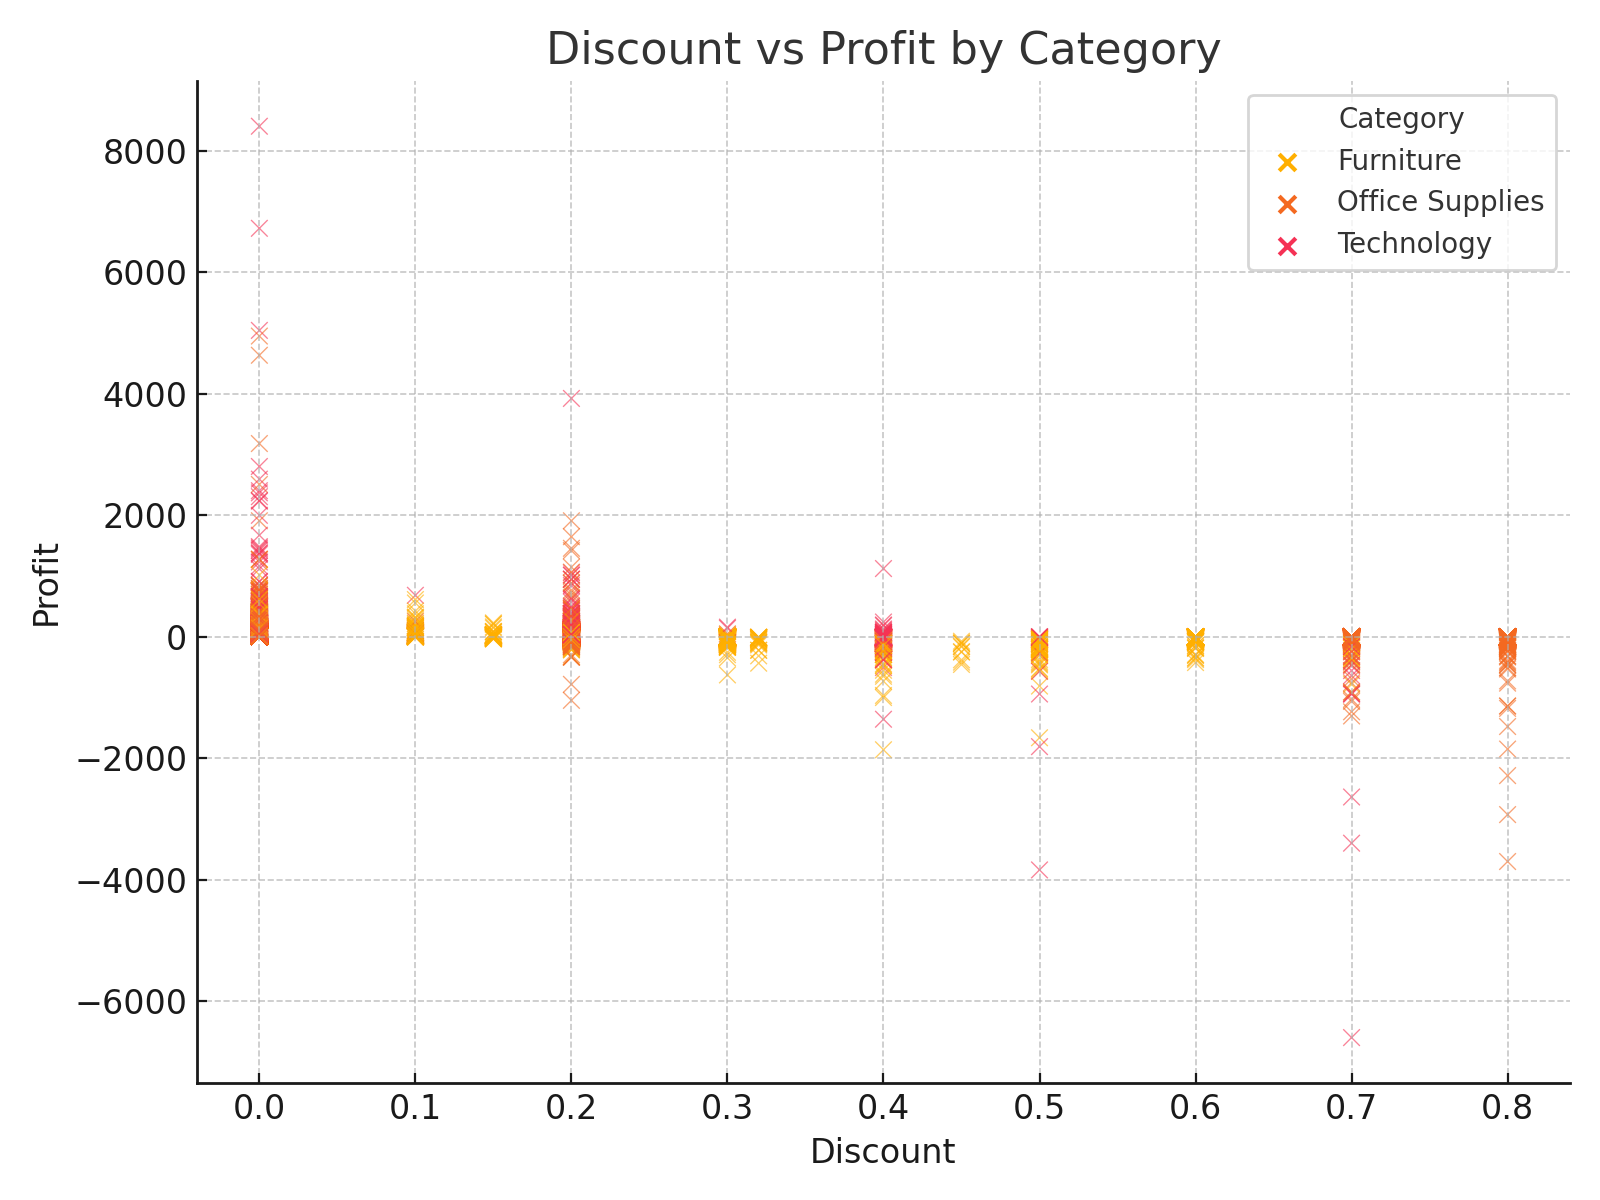 Discount vs Profit by Category
Category
Furniture
Office Supplies
Technology
8000
6000
4000
2000
0
−2000
−4000
−6000
Profit
0.0 0.1 0.2 0.3 0.4 0.5 0.6 0.7 0.8
Discount